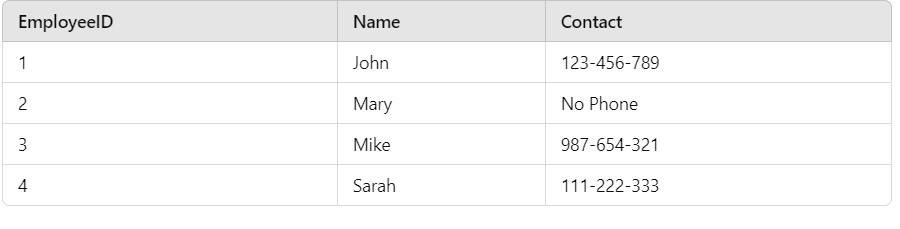 EmployeeID Name Contact
1 John 123-456-789
2 Mary No Phone
3 Mike 987-654-321
4 Sarah 111-222-333